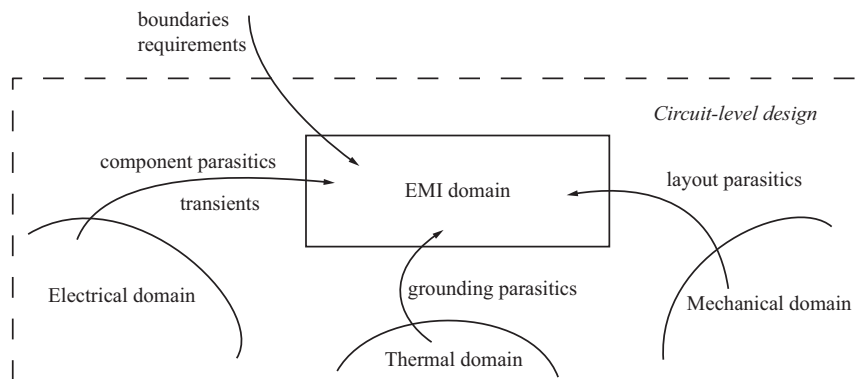 boundaries
requirements
Circuit-level design
component parasitics
transients
EMI domain
layout parasitics
grounding parasitics
Electrical domain
Mechanical domain
Thermal domain